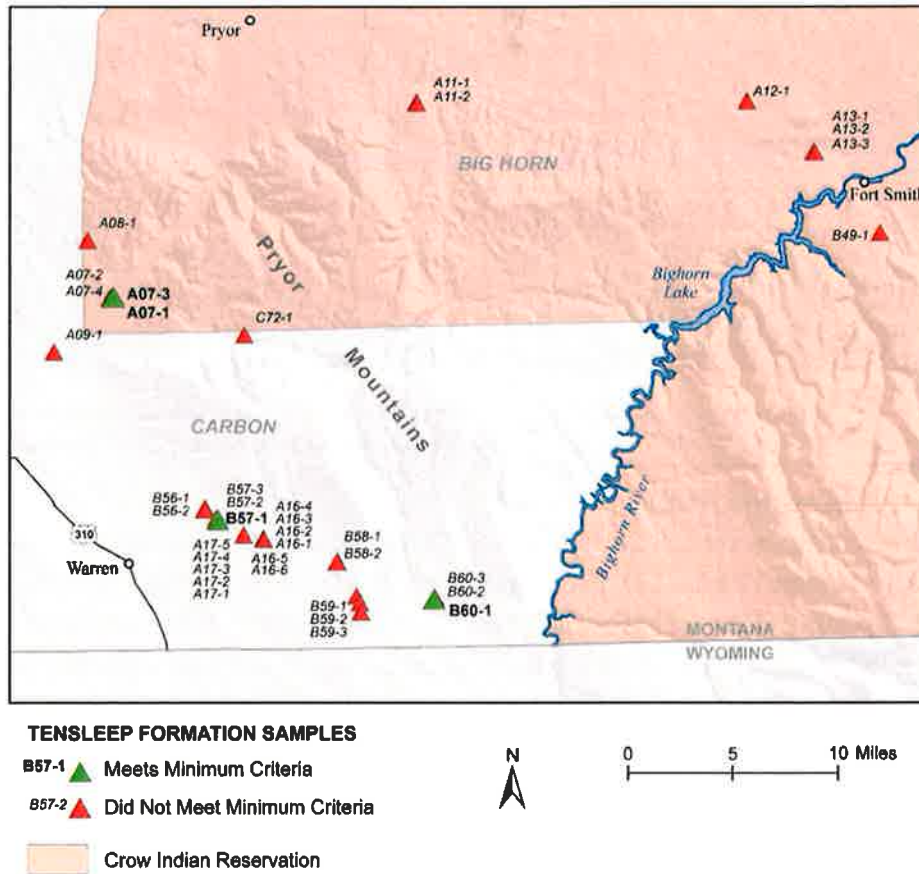 Pryor
A11-1
A11-2
A12-1
A13-1
A13-2
A13-3
BIG HORN
Fort Smith
A08-1
B49-1
Pryor
Bighorn
Lake
A07-2
A07-4
A07-3
A07-1
C72-1
A09-1
Mountains
CARBON
B56-1
B56-2
B57-3
B57-2
B57-1
A16-4
A16-3
A16-2
A16-1
Bighorn River
310
Warren
A17-5
A17-4
A17-3
A17-2
A17-1
A16-5
A16-6
B58-1
B58-2
B59-1
B59-2
B59-3
B60-3
B60-2
B60-1
MONTANA
WYOMING
TENSLEEP FORMATION SAMPLES
B57-1 Meets Minimum Criteria
B57-2 Did Not Meet Minimum Criteria
Crow Indian Reservation
N
0 5 10 Miles